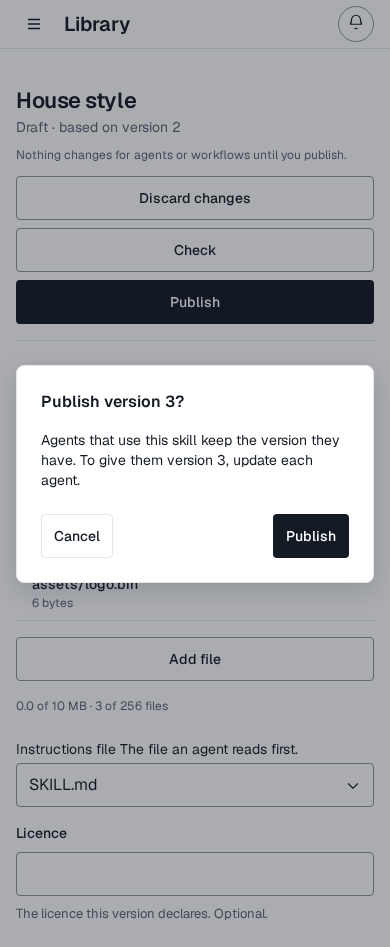 Library
House style
Draft · based on version 2
Nothing changes for agents or workflows until you publish.
Discard changes
Check
Publish
Publish version 3?
Agents that use this skill keep the version they
have. To give them version 3, update each
agent.
Cancel
Publish
assets/logo.bin
6 bytes
Add file
0.0 of 10 MB · 3 of 256 files
Instructions file The file an agent reads first.
SKILL.md
Licence
The licence this version declares. Optional.